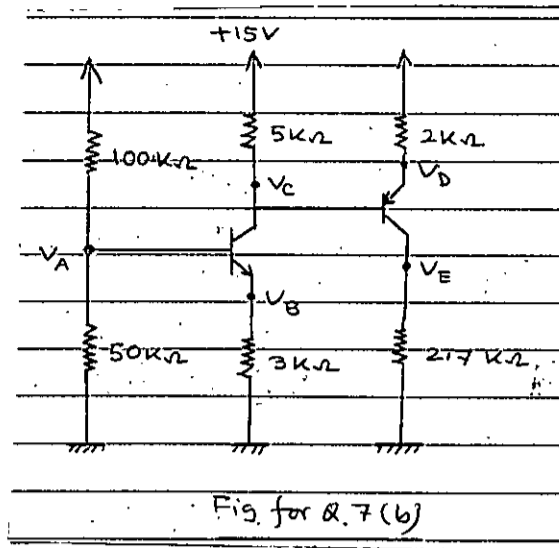 +15V
5KΩ 2KΩ
100KΩ
VC VD
VA VE
VB
50KΩ 3KΩ 2.7KΩ
Fig. for Q.7(b)